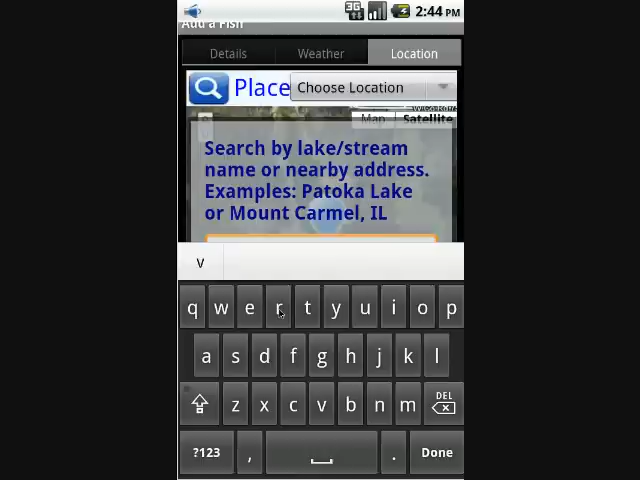 3G 2:44 PM
Add a Fish
Details Weather Location
Place Choose Location
Map Satellite
Search by lake/stream
name or nearby address.
Examples: Patoka Lake
or Mount Carmel, IL
v
q w e r t y u i o p
a s d f g h j k l
z x c v b n m DEL
?123 , . Done